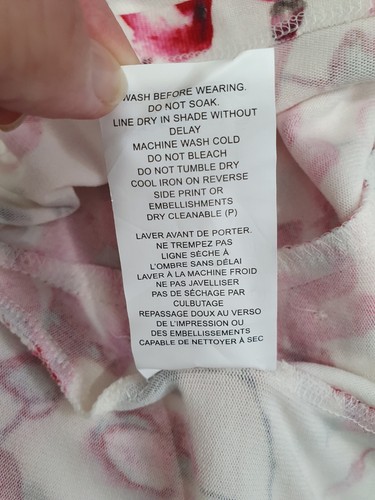 WASH BEFORE WEARING.
DO NOT SOAK.
LINE DRY IN SHADE WITHOUT
DELAY
MACHINE WASH COLD
DO NOT BLEACH
DO NOT TUMBLE DRY
COOL IRON ON REVERSE
SIDE PRINT OR
EMBELLISHMENTS
DRY CLEANABLE (P)
LAVER AVANT DE PORTER.
NE TREMPEZ PAS
LIGNE SÈCHE À
L'OMBRE SANS DÉLAI
LAVER À LA MACHINE FROID
NE PAS JAVELLISER
PAS DE SÉCHAGE PAR
CULBUTAGE
REPASSAGE DOUX AU VERSO
DE L'IMPRESSION OU
DES EMBELLISSEMENTS
CAPABLE DE NETTOYER À SEC